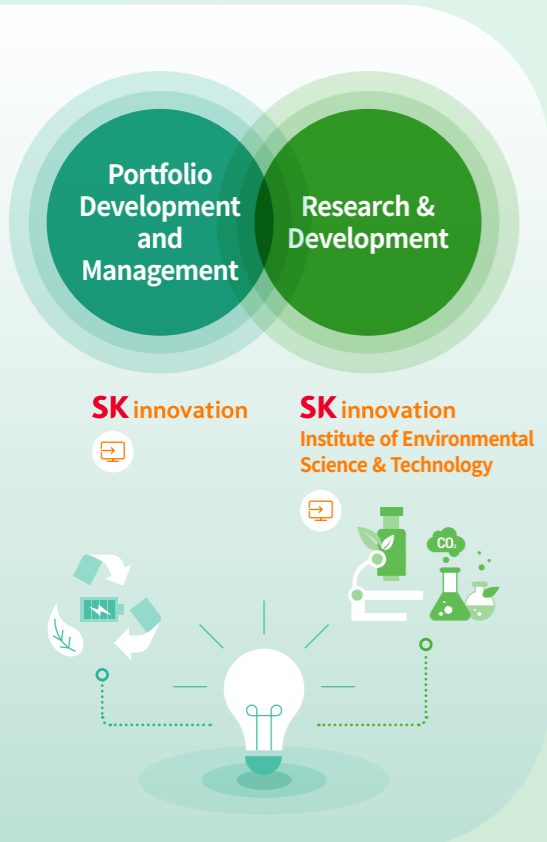 Portfolio
Development
and
Management
Research &
Development
SK innovation
SK innovation
Institute of Environmental
Science & Technology
CO₂